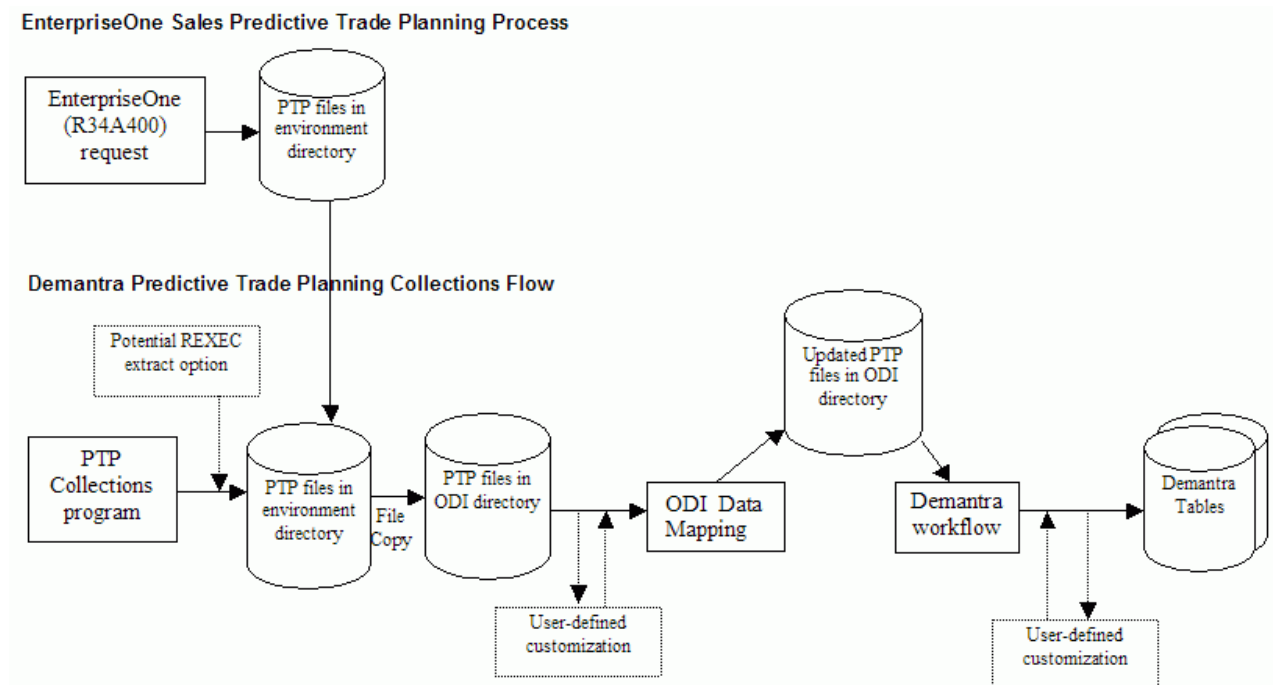 EnterpriseOne Sales Predictive Trade Planning Process
EnterpriseOne
(R34A400)
request
PTP files in
environment
directory
Demantra Predictive Trade Planning Collections Flow
Potential REXEC
extract option
PTP
Collections
program
PTP files in
environment
directory
File
Copy
PTP files in
ODI directory
User-defined
customization
ODI Data
Mapping
Updated PTP
files in ODI
directory
Demantra
workflow
User-defined
customization
Demantra
Tables